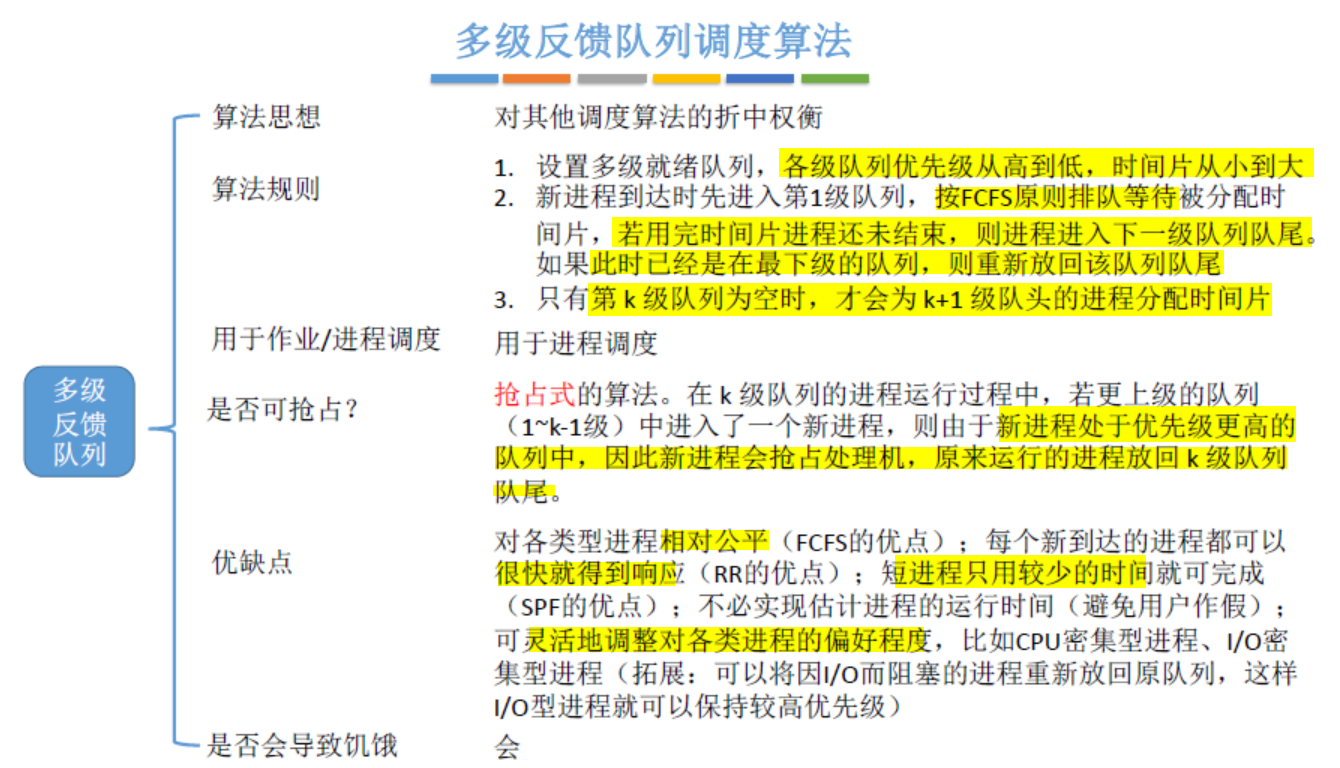 多级反馈队列调度算法
多级
反馈
队列
算法思想
对其他调度算法的折中权衡
算法规则
1. 设置多级就绪队列，各级队列优先级从高到低，时间片从小到大
2. 新进程到达时先进入第1级队列，按FCFS原则排队等待被分配时
间片，若用完时间片进程还未结束，则进程进入下一级队列队尾。
如果此时已经是在最下级的队列，则重新放回该队列队尾
3. 只有第 k 级队列为空时，才会为 k+1 级队头的进程分配时间片
用于作业/进程调度
用于进程调度
是否可抢占？
抢占式的算法。在 k 级队列的进程运行过程中，若更上级的队列
（1~k-1级）中进入了一个新进程，则由于新进程处于优先级更高的
队列中，因此新进程会抢占处理机，原来运行的进程放回 k 级队列
队尾。
优缺点
对各类型进程相对公平（FCFS的优点）；每个新到达的进程都可以
很快就得到响应（RR的优点）；短进程只用较少的时间就可完成
（SPF的优点）；不必实现估计进程的运行时间（避免用户作假）；
可灵活地调整对各类进程的偏好程度，比如CPU密集型进程、I/O密
集型进程（拓展：可以将因I/O而阻塞的进程重新放回原队列，这样
I/O型进程就可以保持较高优先级）
是否会导致饥饿
会